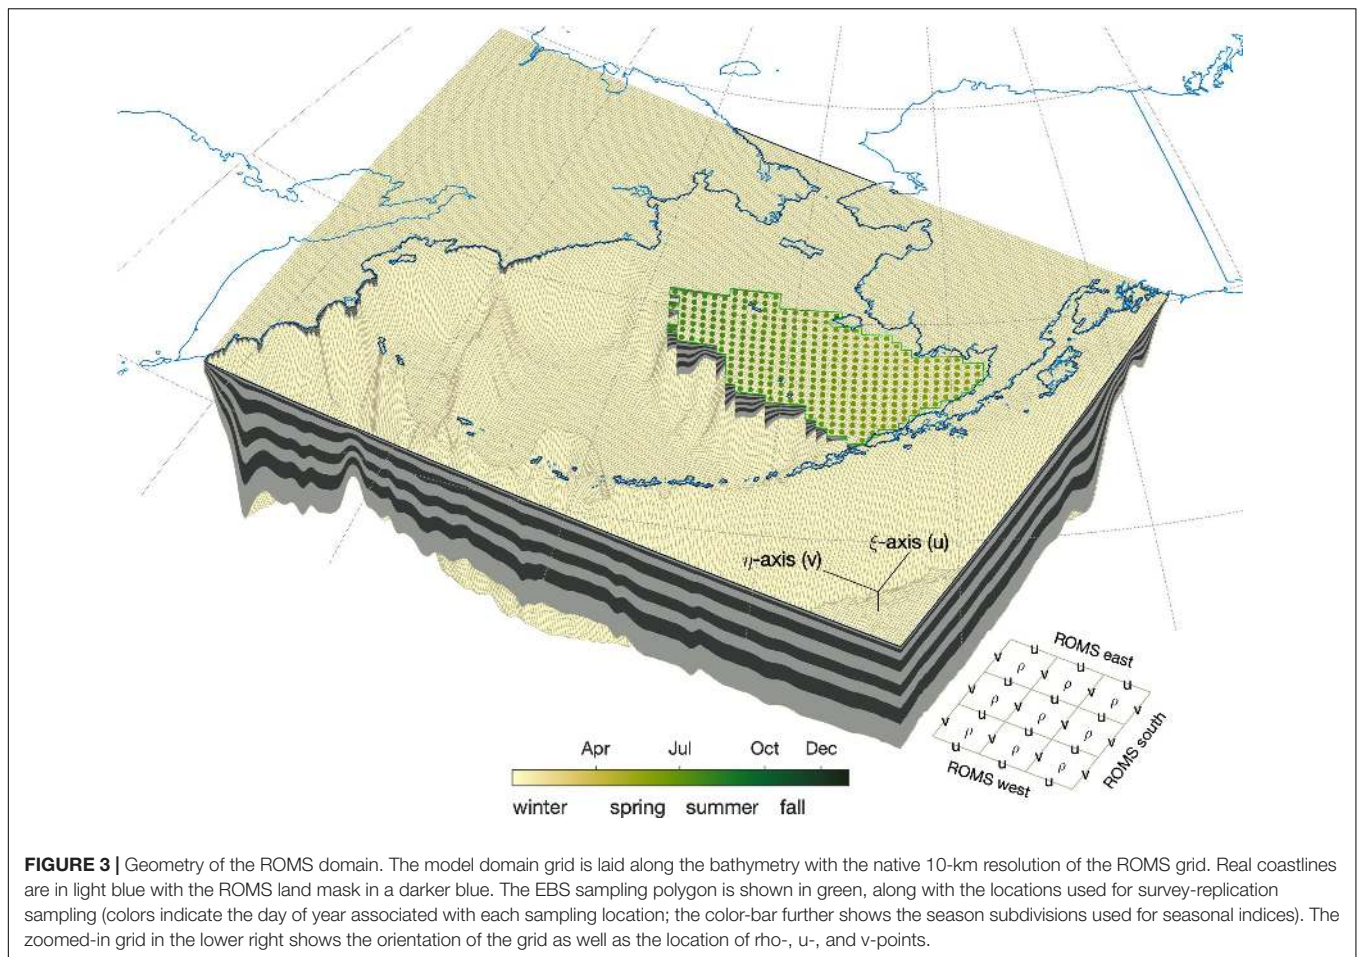 ξ-axis (u)
η-axis (v)
ROMS east
v u u u
ρ v ρ v ρ v
v u u u
ρ v ρ v ρ v
v u u u
ρ v ρ v ρ v
u u u
ROMS south
ROMS west
Apr Jul Oct Dec
winter spring summer fall
FIGURE 3 | Geometry of the ROMS domain. The model domain grid is laid along the bathymetry with the native 10-km resolution of the ROMS grid. Real coastlines
are in light blue with the ROMS land mask in a darker blue. The EBS sampling polygon is shown in green, along with the locations used for survey-replication
sampling (colors indicate the day of year associated with each sampling location; the color-bar further shows the season subdivisions used for seasonal indices). The
zoomed-in grid in the lower right shows the orientation of the grid as well as the location of rho-, u-, and v-points.